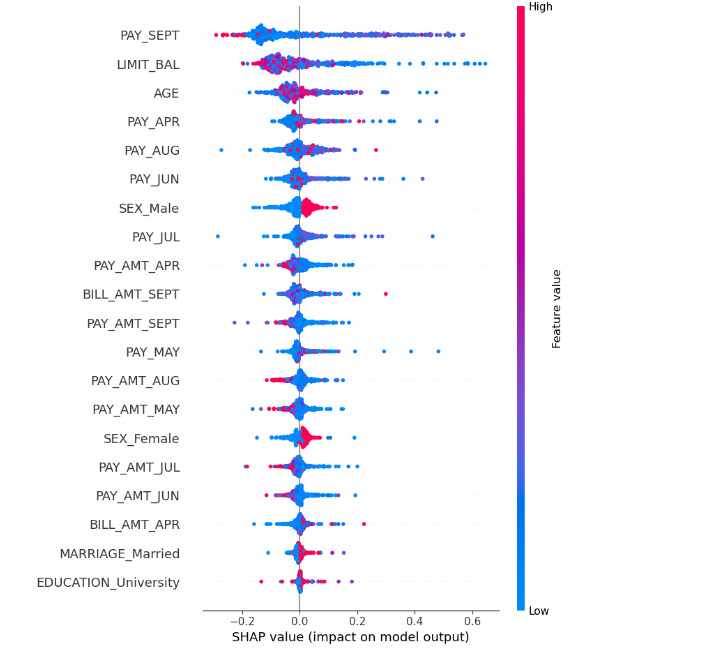 High
PAY_SEPT
LIMIT_BAL
AGE
PAY_APR
PAY_AUG
PAY_JUN
SEX_Male
PAY_JUL
PAY_AMT_APR
BILL_AMT_SEPT
PAY_AMT_SEPT
PAY_MAY
PAY_AMT_AUG
PAY_AMT_MAY
SEX_Female
PAY_AMT_JUL
PAY_AMT_JUN
BILL_AMT_APR
MARRIAGE_Married
EDUCATION_University
Feature value
Low
−0.2 0.0 0.2 0.4 0.6
SHAP value (impact on model output)